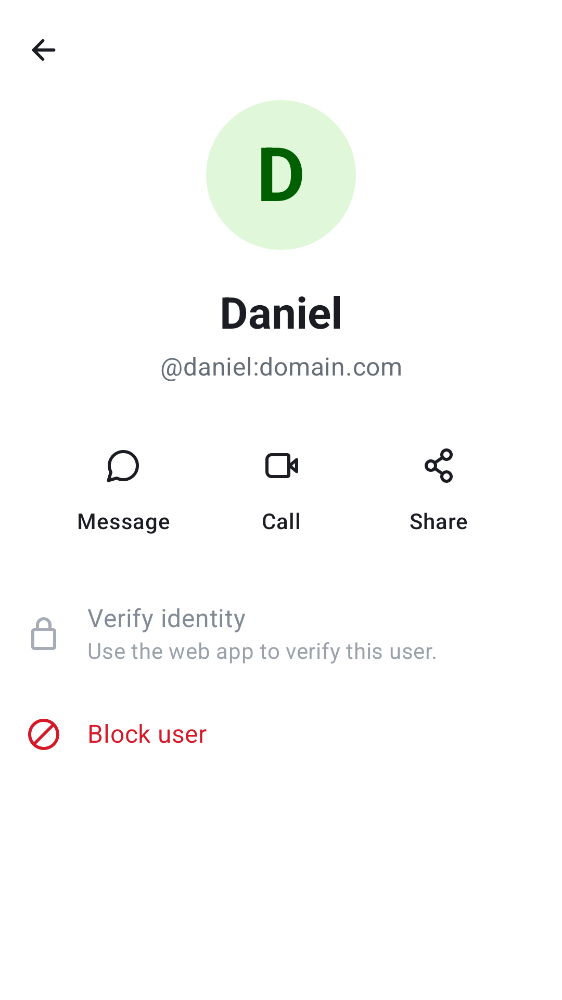 D
Daniel
@daniel:domain.com
Message
Call
Share
Verify identity
Use the web app to verify this user.
Block user